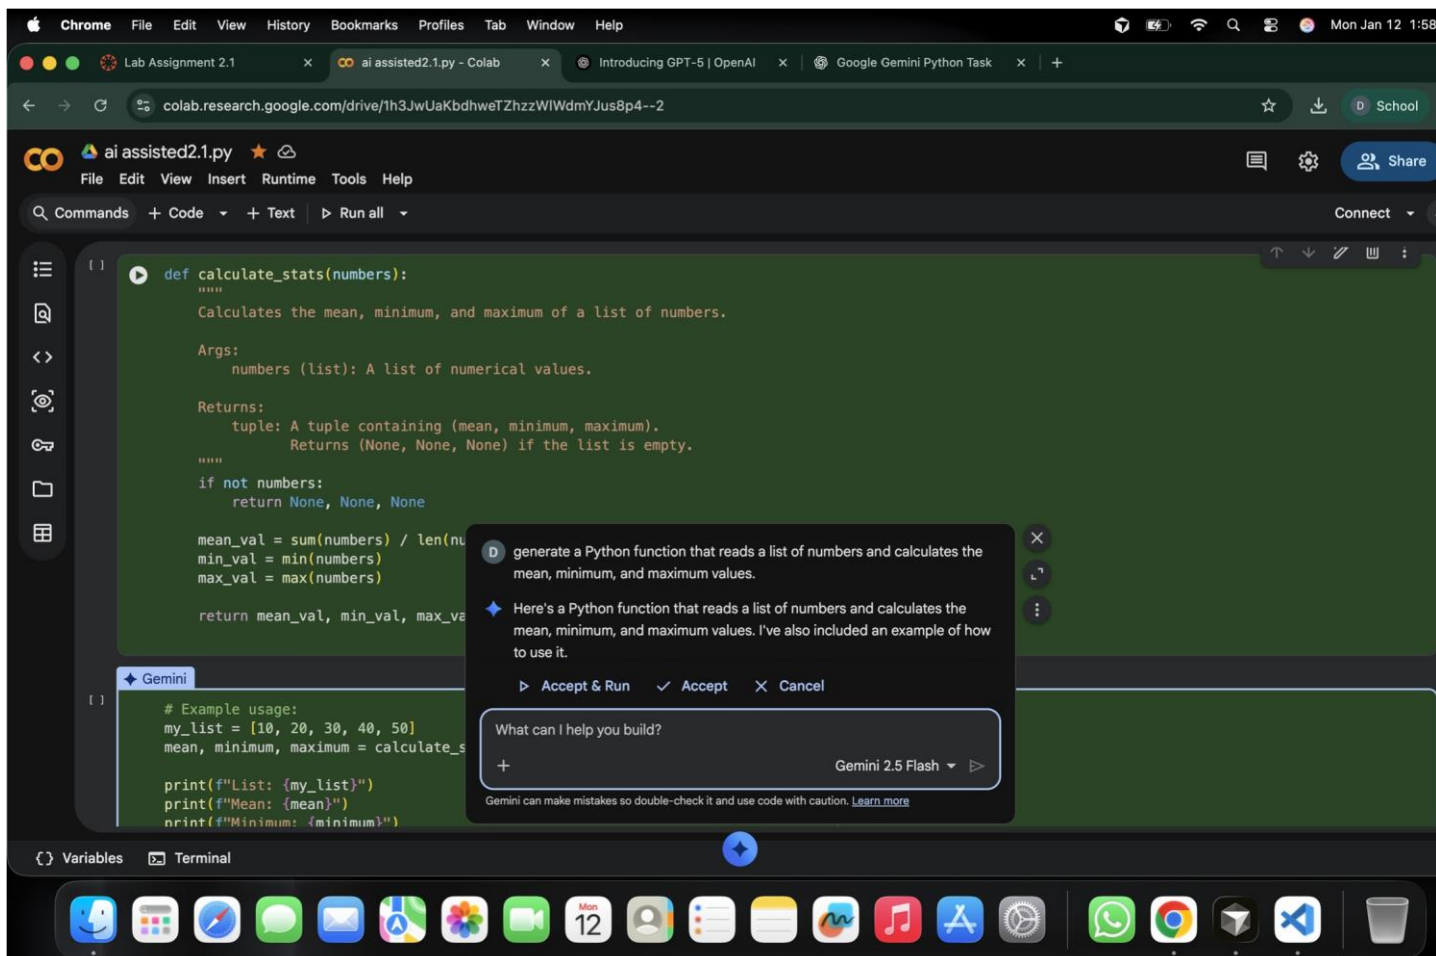 Chrome File Edit View History Bookmarks Profiles Tab Window Help Mon Jan 12 1:58
Lab Assignment 2.1 ai assisted2.1.py - Colab Introducing GPT-5 | OpenAI Google Gemini Python Task
colab.research.google.com/drive/1h3JwUaKbdhweTZhzzWIWdmYJus8p4--2 D School
ai assisted2.1.py
File Edit View Insert Runtime Tools Help
Share
Commands + Code + Text Run all Connect
[ ] def calculate_stats(numbers):
"""
Calculates the mean, minimum, and maximum of a list of numbers.
Args:
numbers (list): A list of numerical values.
Returns:
tuple: A tuple containing (mean, minimum, maximum).
Returns (None, None, None) if the list is empty.
"""
if not numbers:
return None, None, None
mean_val = sum(numbers) / len(nu
min_val = min(numbers)
max_val = max(numbers)
return mean_val, min_val, max_va
D generate a Python function that reads a list of numbers and calculates the
mean, minimum, and maximum values.
Here's a Python function that reads a list of numbers and calculates the
mean, minimum, and maximum values. I've also included an example of how
to use it.
Accept & Run Accept Cancel
What can I help you build?
+ Gemini 2.5 Flash
Gemini can make mistakes so double-check it and use code with caution. Learn more
Gemini
[ ] # Example usage:
my_list = [10, 20, 30, 40, 50]
mean, minimum, maximum = calculate_s
print(f"List: {my_list}")
print(f"Mean: {mean}")
print(f"Minimum: {minimum}")
{} Variables Terminal
Mon
12